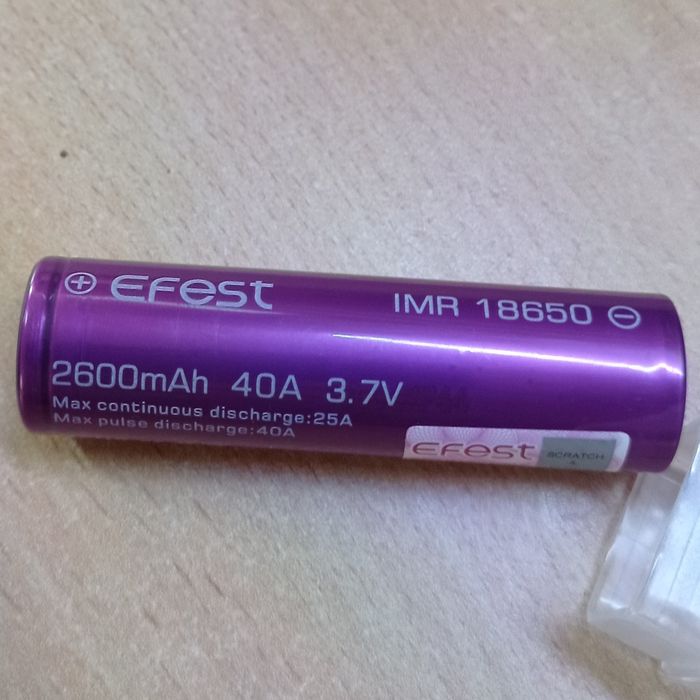 ⊕ Efest
IMR 18650 ⊖
2600mAh 40A 3.7V
Max continuous discharge:25A
Max pulse discharge:40A
Efest
SCRATCH